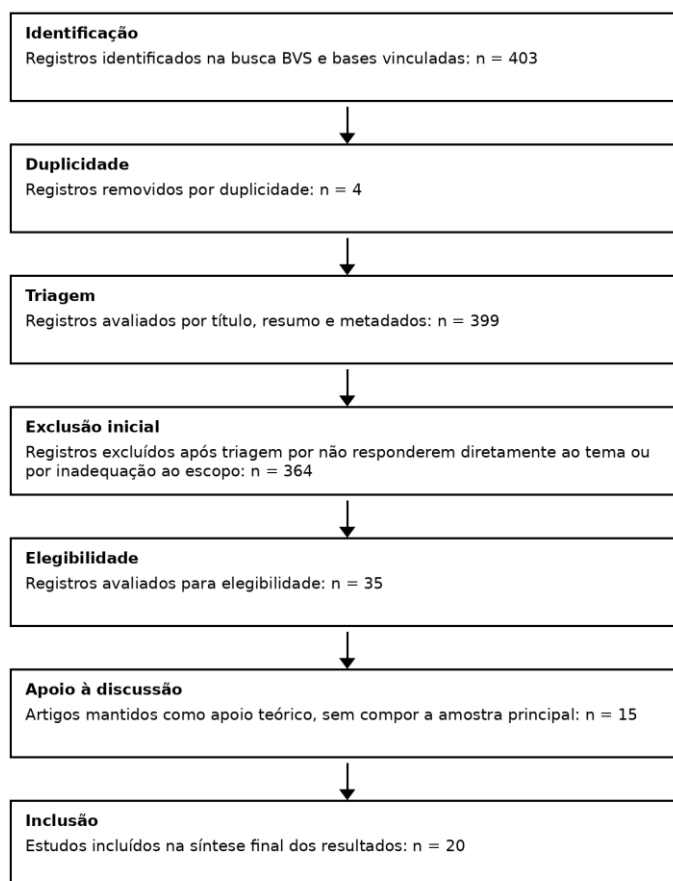 Identificação
Registros identificados na busca BVS e bases vinculadas: n = 403
Duplicidade
Registros removidos por duplicidade: n = 4
Triagem
Registros avaliados por título, resumo e metadados: n = 399
Exclusão inicial
Registros excluídos após triagem por não responderem diretamente ao tema ou
por inadequação ao escopo: n = 364
Elegibilidade
Registros avaliados para elegibilidade: n = 35
Apoio à discussão
Artigos mantidos como apoio teórico, sem compor a amostra principal: n = 15
Inclusão
Estudos incluídos na síntese final dos resultados: n = 20